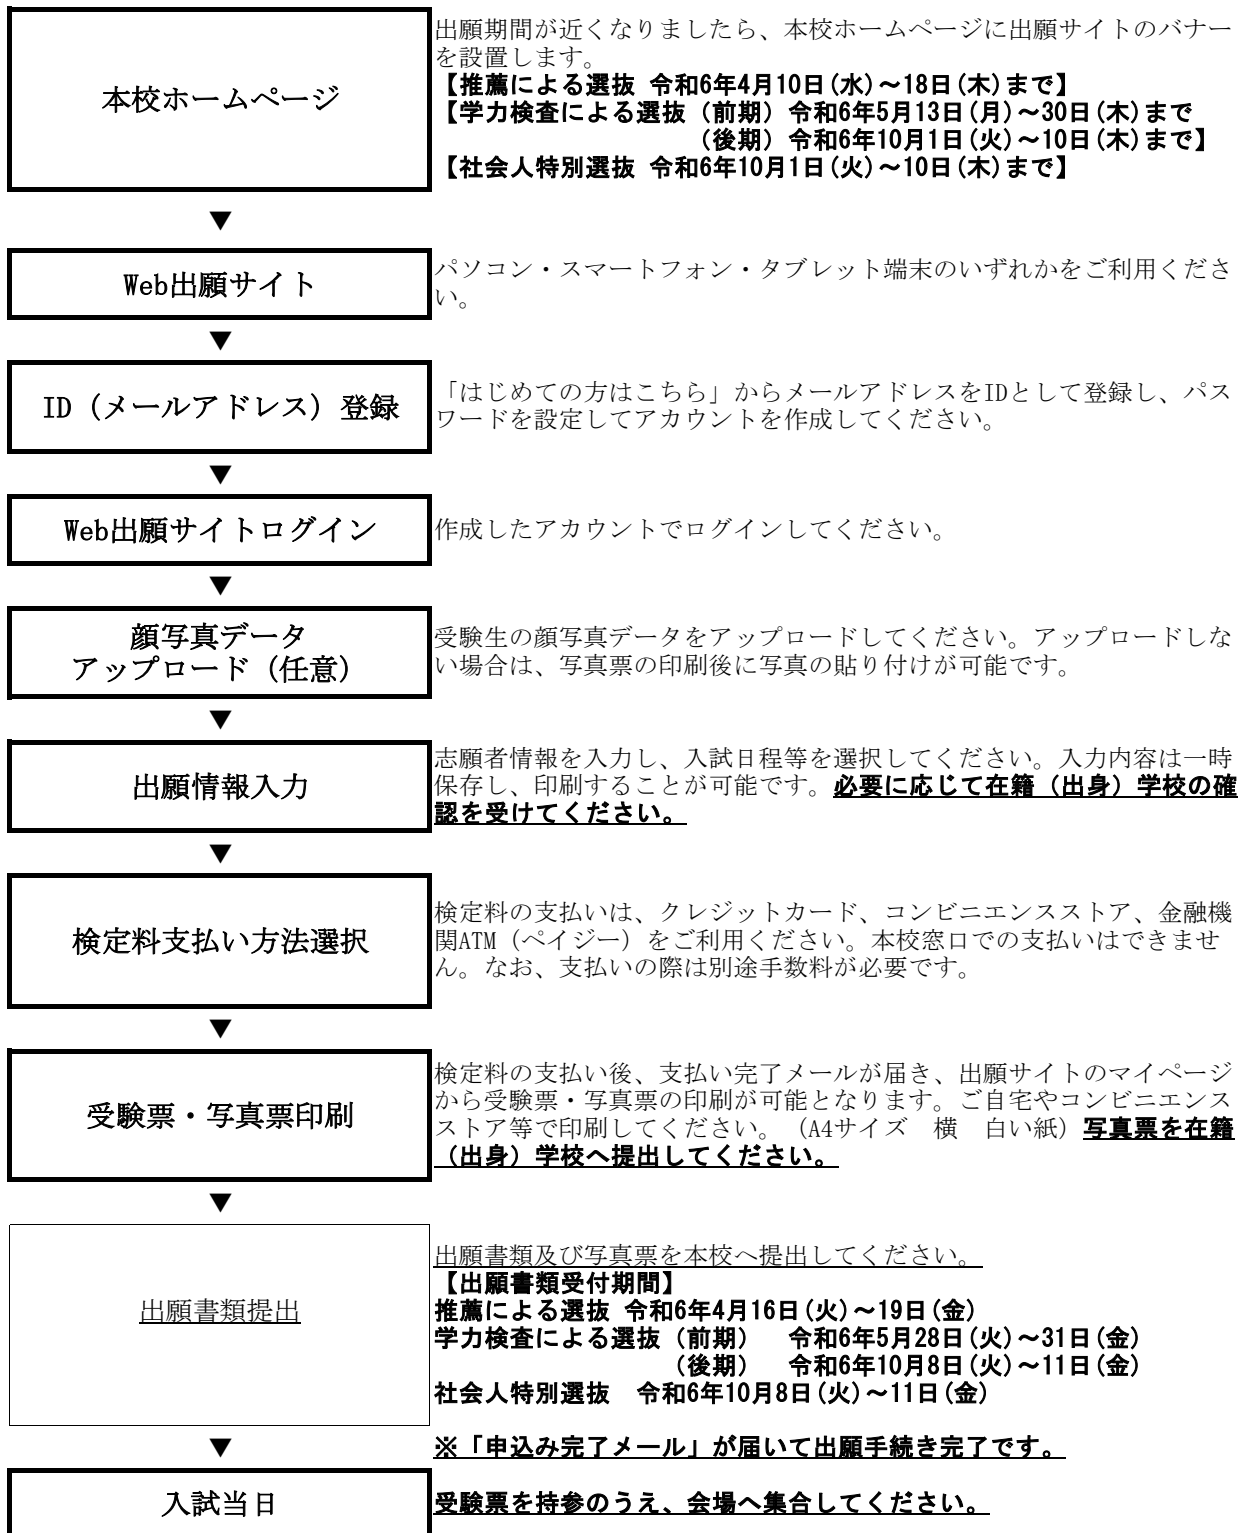 本校ホームページ
出願期間が近くなりましたら、本校ホームページに出願サイトのバナー
を設置します。
【推薦による選抜 令和6年4月10日(水)～18日(木)まで】
【学力検査による選抜（前期）令和6年5月13日(月)～30日(木)まで
（後期）令和6年10月1日(火)～10日(木)まで】
【社会人特別選抜 令和6年10月1日(火)～10日(木)まで】
▼
Web出願サイト
パソコン・スマートフォン・タブレット端末のいずれかをご利用くださ
い。
▼
ID（メールアドレス）登録
「はじめての方はこちら」からメールアドレスをIDとして登録し、パス
ワードを設定してアカウントを作成してください。
▼
Web出願サイトログイン
作成したアカウントでログインしてください。
▼
顔写真データ
アップロード（任意）
受験生の顔写真データをアップロードしてください。アップロードしな
い場合は、写真票の印刷後に写真の貼り付けが可能です。
▼
出願情報入力
志願者情報を入力し、入試日程等を選択してください。入力内容は一時
保存し、印刷することが可能です。必要に応じて在籍（出身）学校の確
認を受けてください。
▼
検定料支払い方法選択
検定料の支払いは、クレジットカード、コンビニエンスストア、金融機
関ATM（ペイジー）をご利用ください。本校窓口での支払いはできませ
ん。なお、支払いの際は別途手数料が必要です。
▼
受験票・写真票印刷
検定料の支払い後、支払い完了メールが届き、出願サイトのマイページ
から受験票・写真票の印刷が可能となります。ご自宅やコンビニエンス
ストア等で印刷してください。（A4サイズ　横　白い紙）写真票を在籍
（出身）学校へ提出してください。
▼
出願書類提出
出願書類及び写真票を本校へ提出してください。
【出願書類受付期間】
推薦による選抜 令和6年4月16日(火)～19日(金)
学力検査による選抜（前期）　令和6年5月28日(火)～31日(金)
（後期）　令和6年10月8日(火)～11日(金)
社会人特別選抜　令和6年10月8日(火)～11日(金)
▼
※「申込み完了メール」が届いて出願手続き完了です。
入試当日
受験票を持参のうえ、会場へ集合してください。